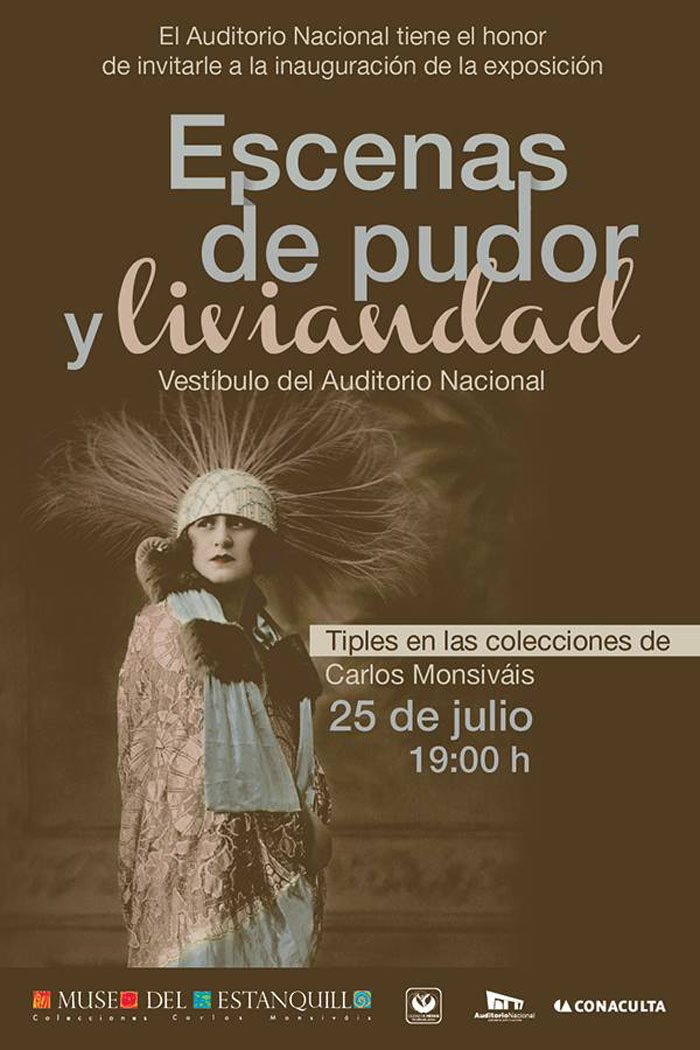 El Auditorio Nacional tiene el honor
de invitarle a la inauguración de la exposición
Escenas
de pudor
y liviandad
Vestíbulo del Auditorio Nacional
Tiples en las colecciones de
Carlos Monsiváis
25 de julio
19:00 h
MUSEO DEL ESTANQUILLO
Colecciones Carlos Monsiváis
AuditorioNacional
CONACULTA